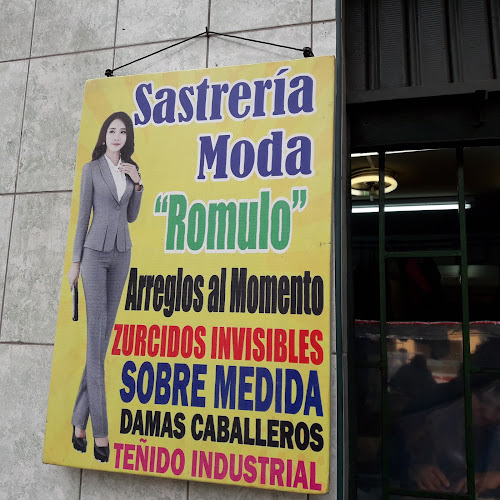 Sastrería
Moda
"Romulo"
Arreglos al Momento
ZURCIDOS INVISIBLES
SOBRE MEDIDA
DAMAS CABALLEROS
TEÑIDO INDUSTRIAL